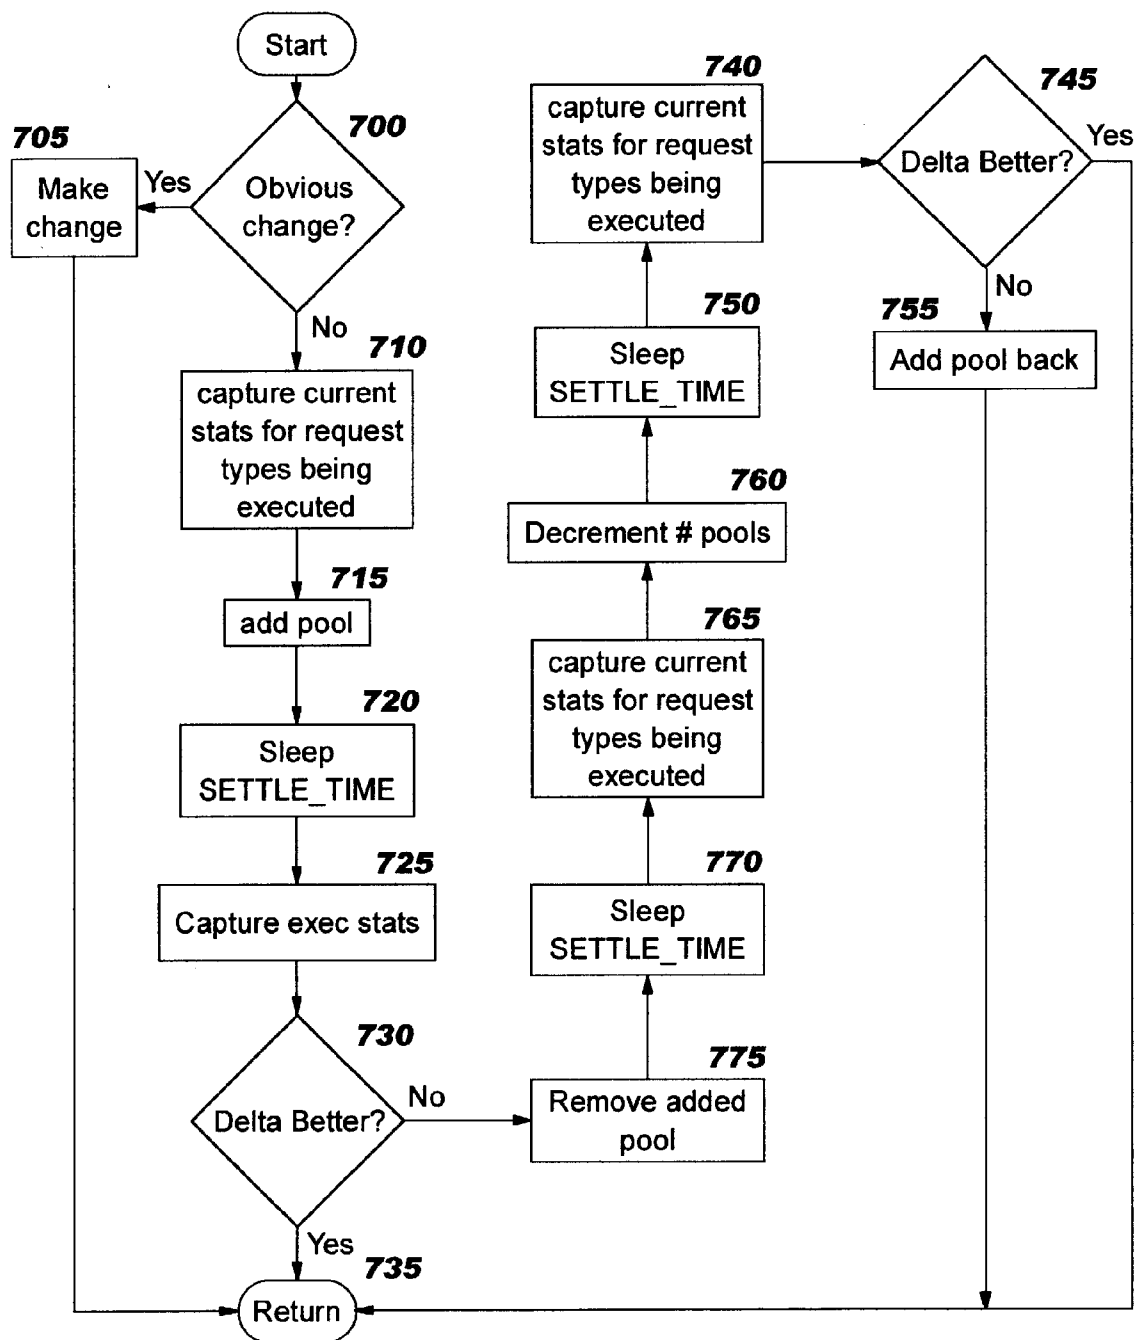 Start
700
Obvious
change?
Yes
705
Make
change
No
710
capture current
stats for request
types being
executed
715
add pool
720
Sleep
SETTLE_TIME
725
Capture exec stats
730
Delta Better?
No
Yes
735
Return
775
Remove added
pool
770
Sleep
SETTLE_TIME
765
capture current
stats for request
types being
executed
760
Decrement # pools
750
Sleep
SETTLE_TIME
740
capture current
stats for request
types being
executed
745
Delta Better?
Yes
No
755
Add pool back